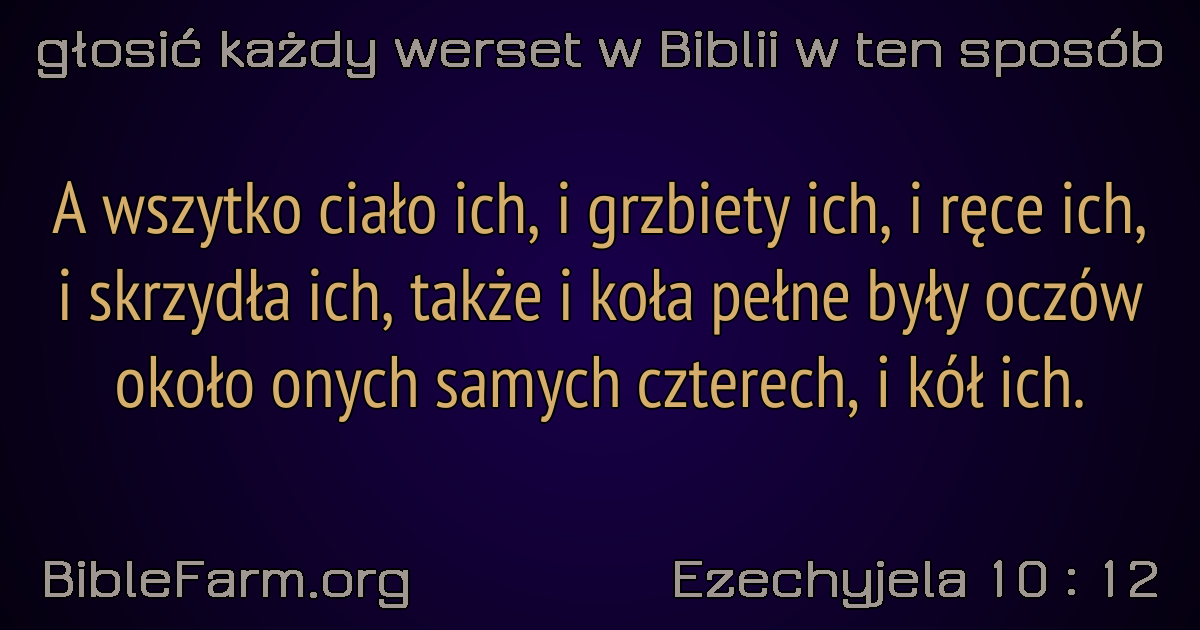 głosić każdy werset w Biblii w ten sposób
A wszytko ciało ich, i grzbiety ich, i ręce ich,
i skrzydła ich, także i koła pełne były oczów
około onych samych czterech, i kół ich.
BibleFarm.org
Ezechyjela 10 : 12